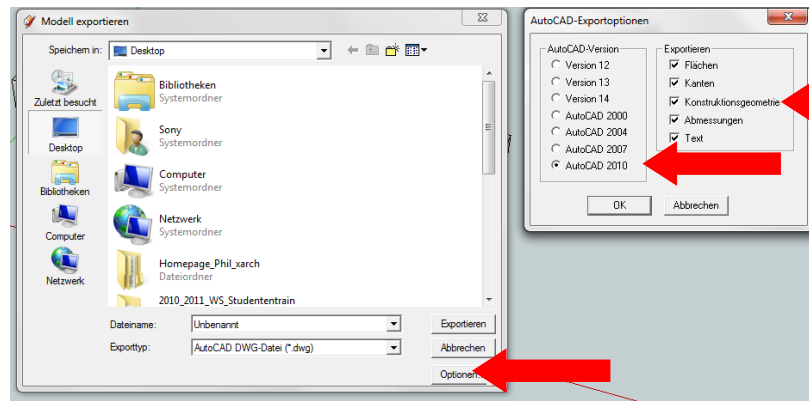 Modell exportieren
Speichern in:
Desktop
Zuletzt besucht
Desktop
Bibliotheken
Computer
Netzwerk
Bibliotheken
Systemordner
Sony
Systemordner
Computer
Systemordner
Netzwerk
Systemordner
Homepage_Phil_xarch
Dateiordner
2010_2011_WS_Studententrain
Dateiname:
Unbenannt
Exportieren
Exporttyp:
AutoCAD DWG-Datei (*.dwg)
Abbrechen
Optionen...
AutoCAD-Exportoptionen
AutoCAD-Version
Version 12
Version 13
Version 14
AutoCAD 2000
AutoCAD 2004
AutoCAD 2007
AutoCAD 2010
Exportieren
Flächen
Kanten
Konstruktionsgeometrie
Abmessungen
Text
OK
Abbrechen